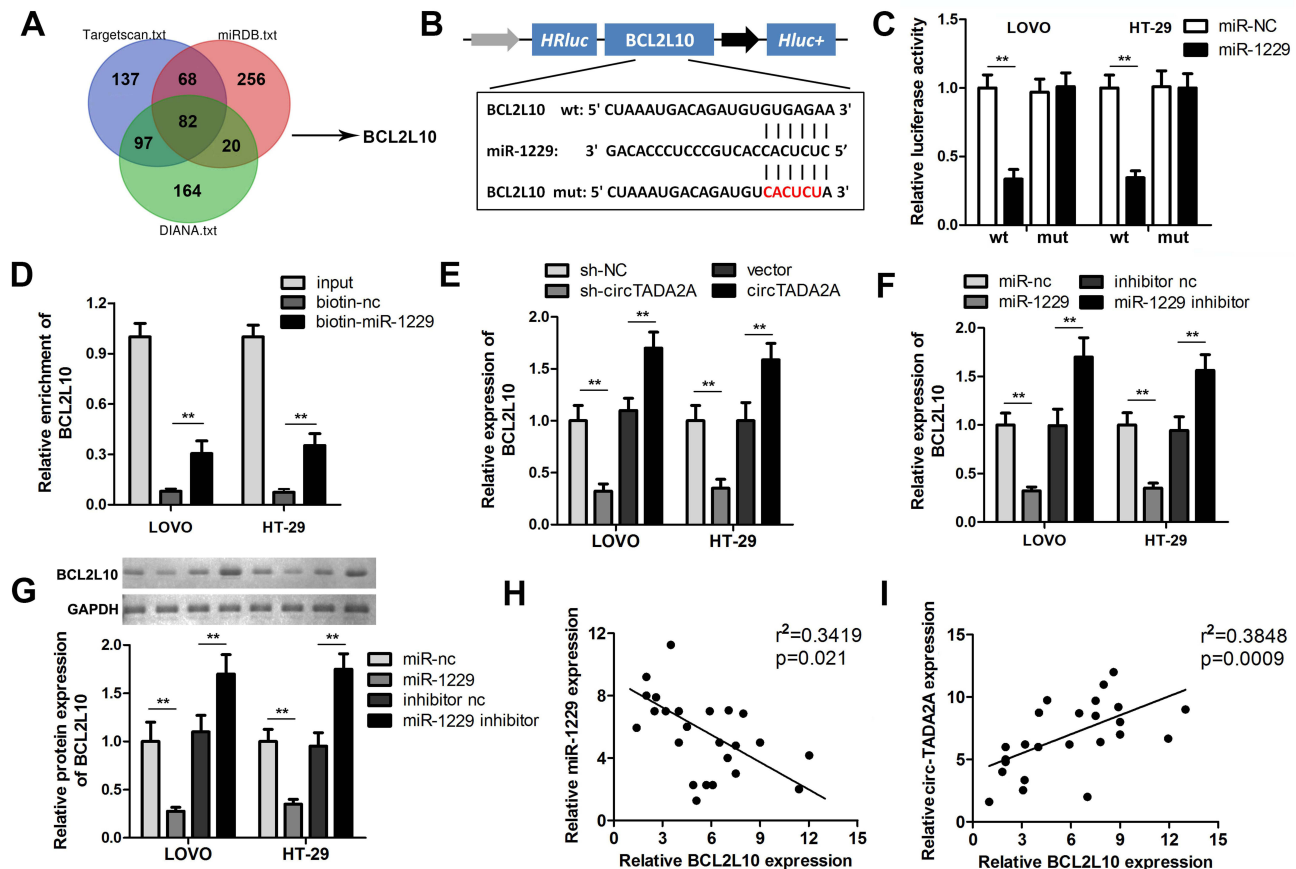 A
Targetscan.txt
miRDB.txt
137
68
256
82
97
20
164
DIANA.txt
BCL2L10
B
HRluc
BCL2L10
Hluc+
BCL2L10 wt: 5' CUAAAUGACAGAUGUGUGAGAA 3'
miR-1229: 3' GACACCCUCCCGUCACCACUCUC 5'
BCL2L10 mut: 5' CUAAAUGACAGAUGUCACUCUA 3'
C
LOVO
HT-29
miR-NC
miR-1229
Relative luciferase activity
1.5
1.0
0.5
0.0
**
**
wt
mut
wt
mut
D
input
biotin-nc
biotin-miR-1229
Relative enrichment of
BCL2L10
1.2
0.9
0.6
0.3
0.0
**
**
LOVO
HT-29
E
sh-NC
sh-circTADA2A
vector
circTADA2A
Relative expression of
BCL2L10
2.0
1.5
1.0
0.5
0.0
**
**
**
**
LOVO
HT-29
F
miR-nc
miR-1229
inhibitor nc
miR-1229 inhibitor
Relative expression of
BCL2L10
2.0
1.5
1.0
0.5
0.0
**
**
**
**
LOVO
HT-29
G
BCL2L10
GAPDH
Relative protein expression
of BCL2L10
2.0
1.5
1.0
0.5
0.0
**
**
**
**
LOVO
HT-29
miR-nc
miR-1229
inhibitor nc
miR-1229 inhibitor
H
r²=0.3419
p=0.021
Relative miR-1229 expression
12
8
4
0
0
3
6
9
12
15
Relative BCL2L10 expression
I
r²=0.3848
p=0.0009
Relative circ-TADA2A expression
15
10
5
0
0
3
6
9
12
15
Relative BCL2L10 expression